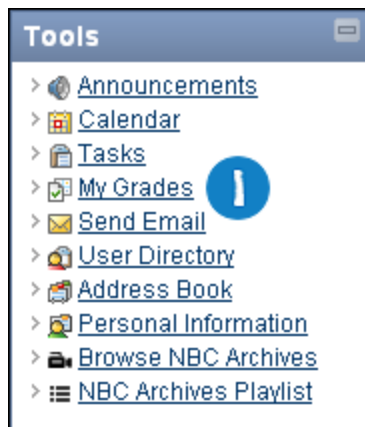 Tools
Announcements
Calendar
Tasks
My Grades
1
Send Email
User Directory
Address Book
Personal Information
Browse NBC Archives
NBC Archives Playlist